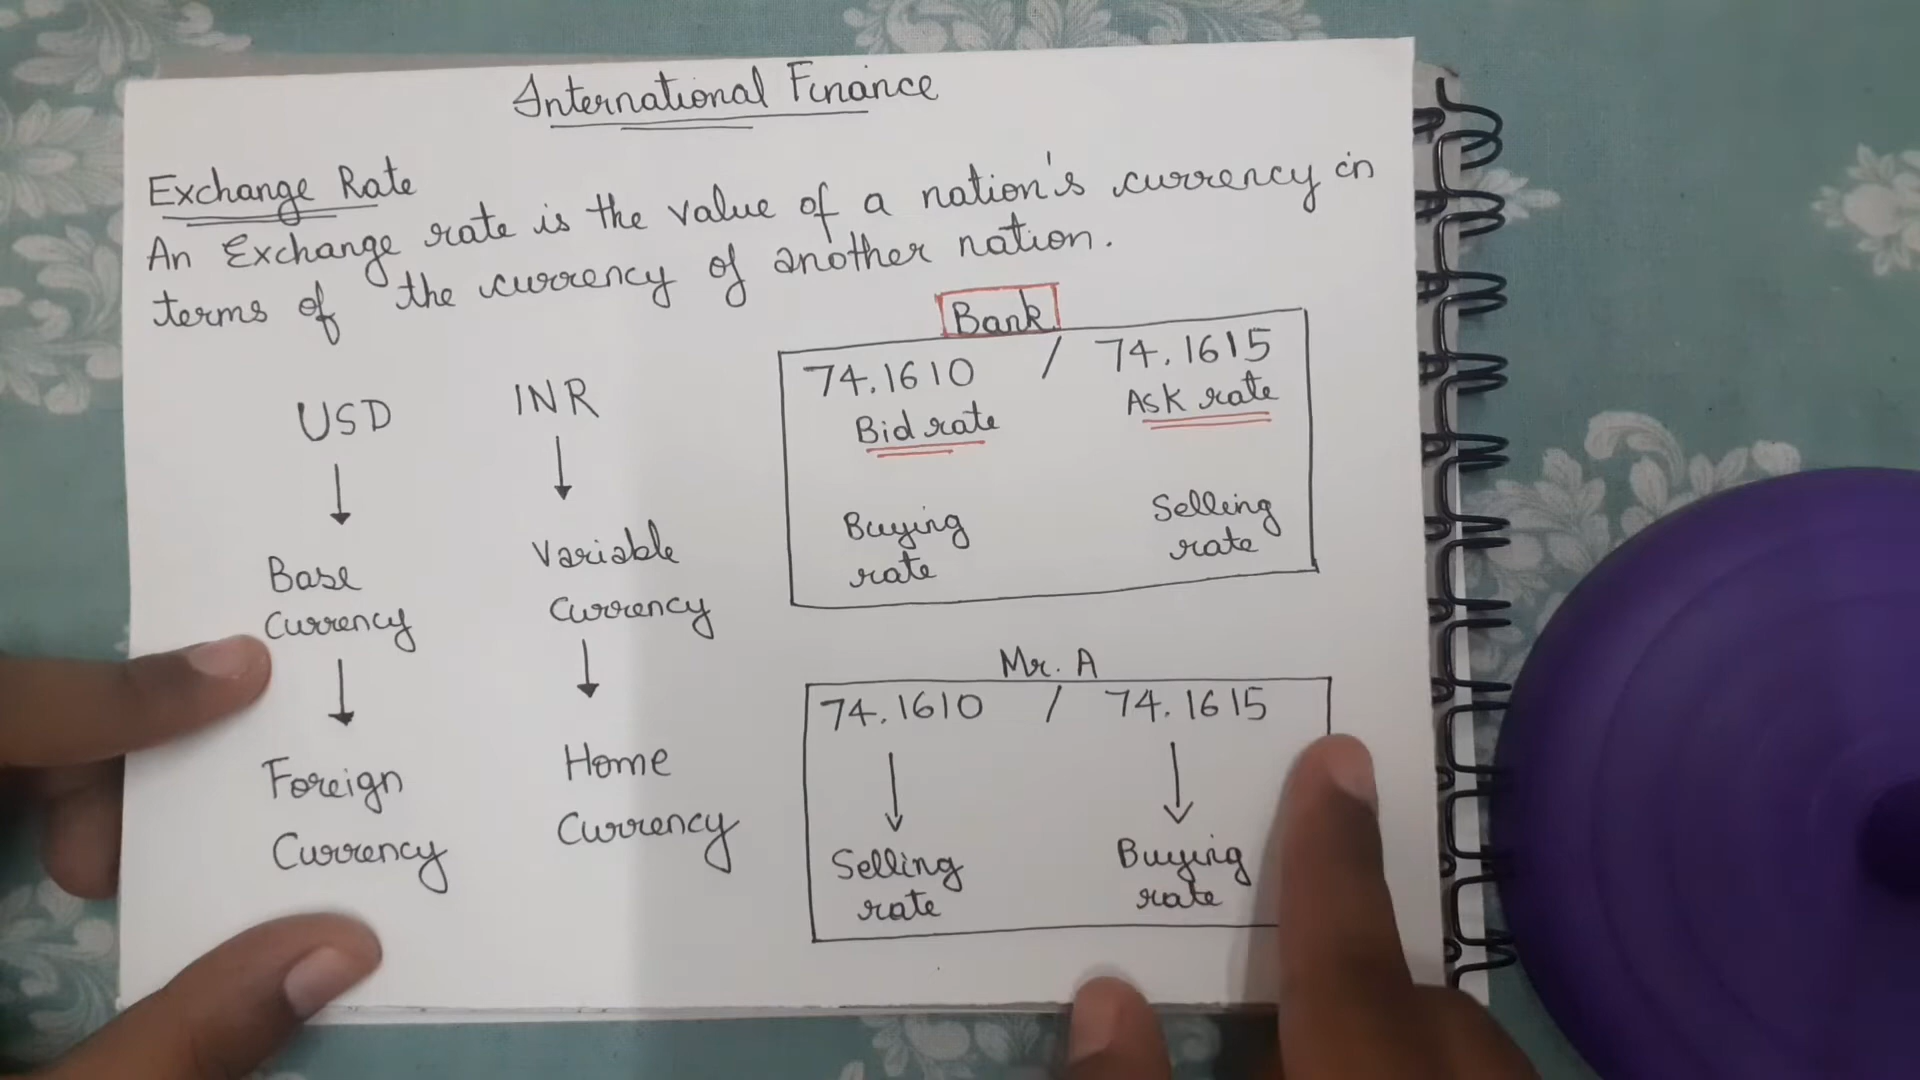 International Finance
Exchange Rate
An Exchange rate is the value of a nation's currency in
terms of the currency of another nation.
USD
INR
Base
Currency
Variable
Currency
Foreign
Currency
Home
Currency
Bank
74.1610 / 74.1615
Bid rate
Ask rate
Buying
rate
Selling
rate
Mr. A
74.1610 / 74.1615
Selling
rate
Buying
rate